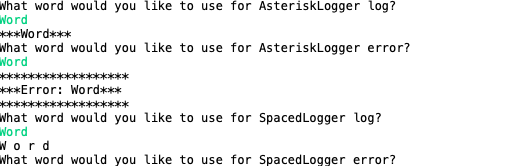 What word would you like to use for AsteriskLogger log?
Word
***Word***
What word would you like to use for AsteriskLogger error?
Word
******************
***Error: Word***
******************
What word would you like to use for SpacedLogger log?
Word
W o r d
What word would you like to use for SpacedLogger error?